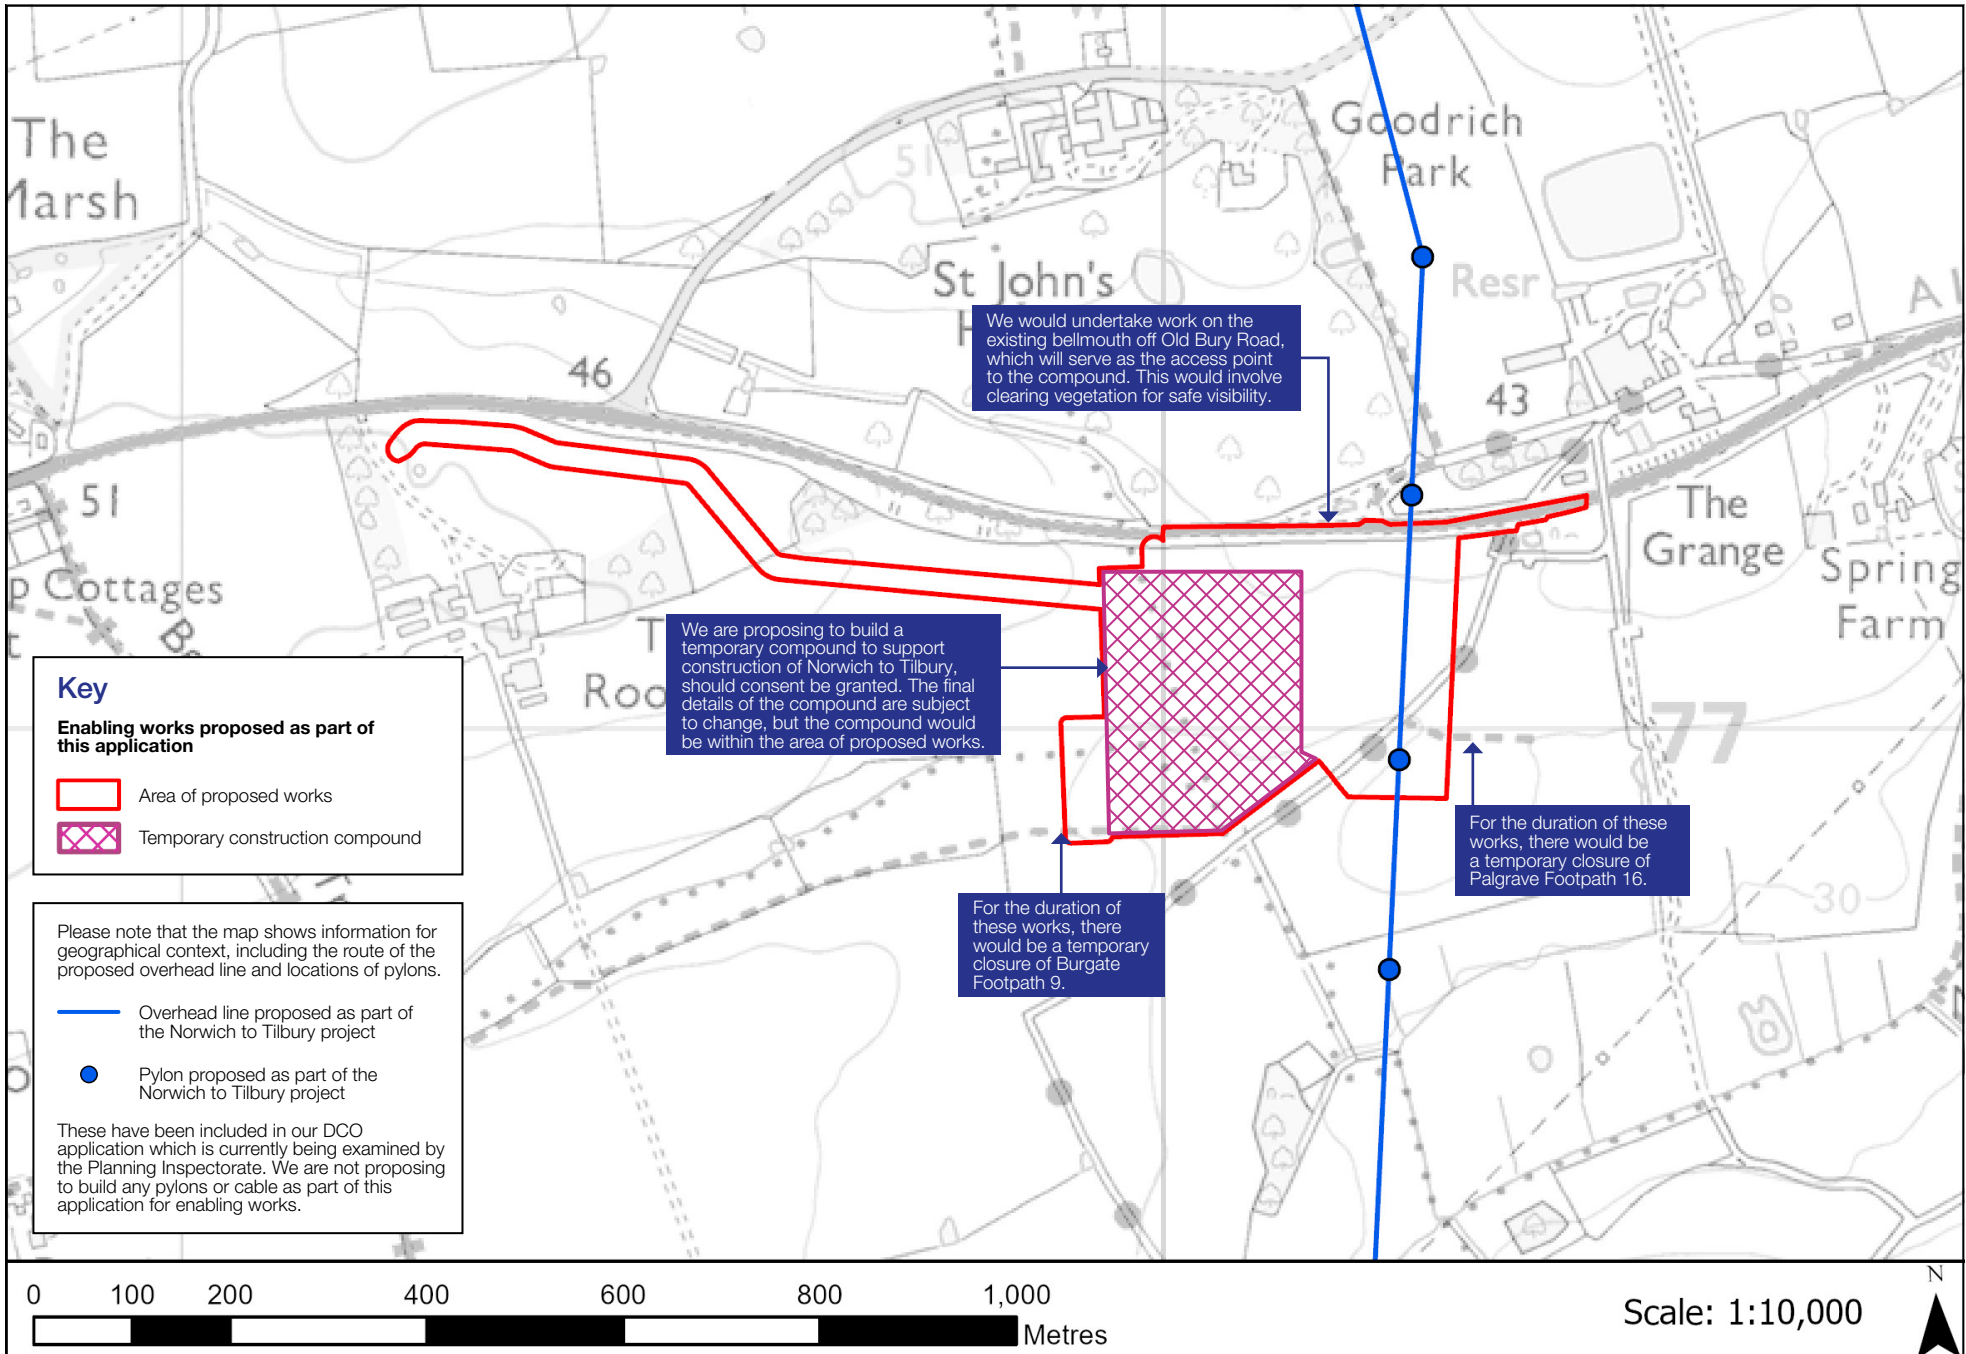 The
Marsh
Goodrich
Park
51
St John's
Resr
46
43
We would undertake work on the
existing bellmouth off Old Bury Road,
which will serve as the access point
to the compound. This would involve
clearing vegetation for safe visibility.
51
The
Grange
Spring
Farm
p Cottages
We are proposing to build a
temporary compound to support
construction of Norwich to Tilbury,
should consent be granted. The final
details of the compound are subject
to change, but the compound would
be within the area of proposed works.
Roo
77
For the duration of these
works, there would be
a temporary closure of
Palgrave Footpath 16.
For the duration of
these works, there
would be a temporary
closure of Burgate
Footpath 9.
30
Key
Enabling works proposed as part of
this application
Area of proposed works
Temporary construction compound
Please note that the map shows information for
geographical context, including the route of the
proposed overhead line and locations of pylons.
Overhead line proposed as part of
the Norwich to Tilbury project
Pylon proposed as part of the
Norwich to Tilbury project
These have been included in our DCO
application which is currently being examined by
the Planning Inspectorate. We are not proposing
to build any pylons or cable as part of this
application for enabling works.
0 100 200 400 600 800 1,000
Metres
Scale: 1:10,000
N